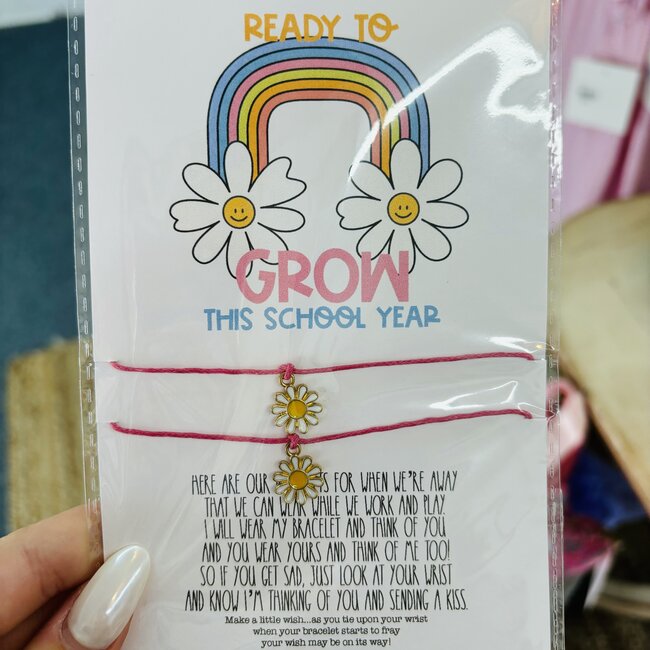 READY TO
GROW
THIS SCHOOL YEAR
HERE ARE OUR FOR WHEN WE'RE AWAY
THAT WE CAN WEAR WHILE WE WORK AND PLAY.
I WILL WEAR MY BRACELET AND THINK OF YOU
AND YOU WEAR YOURS AND THINK OF ME TOO!
SO IF YOU GET SAD, JUST LOOK AT YOUR WRIST
AND KNOW I'M THINKING OF YOU AND SENDING A KISS.
Make a little wish...as you tie upon your wrist
when your bracelet starts to fray
your wish may be on its way!